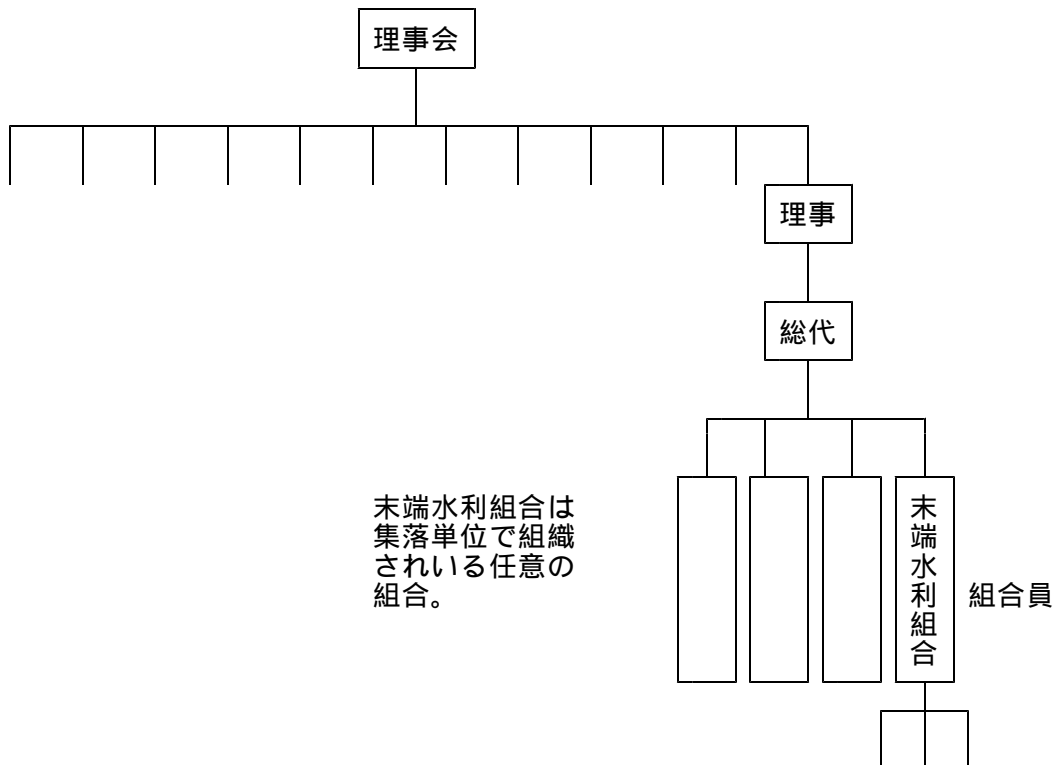 理事会
理事
総代
末端水利組合は
集落単位で組織
されいる任意の
組合。
末端水利組合
組合員